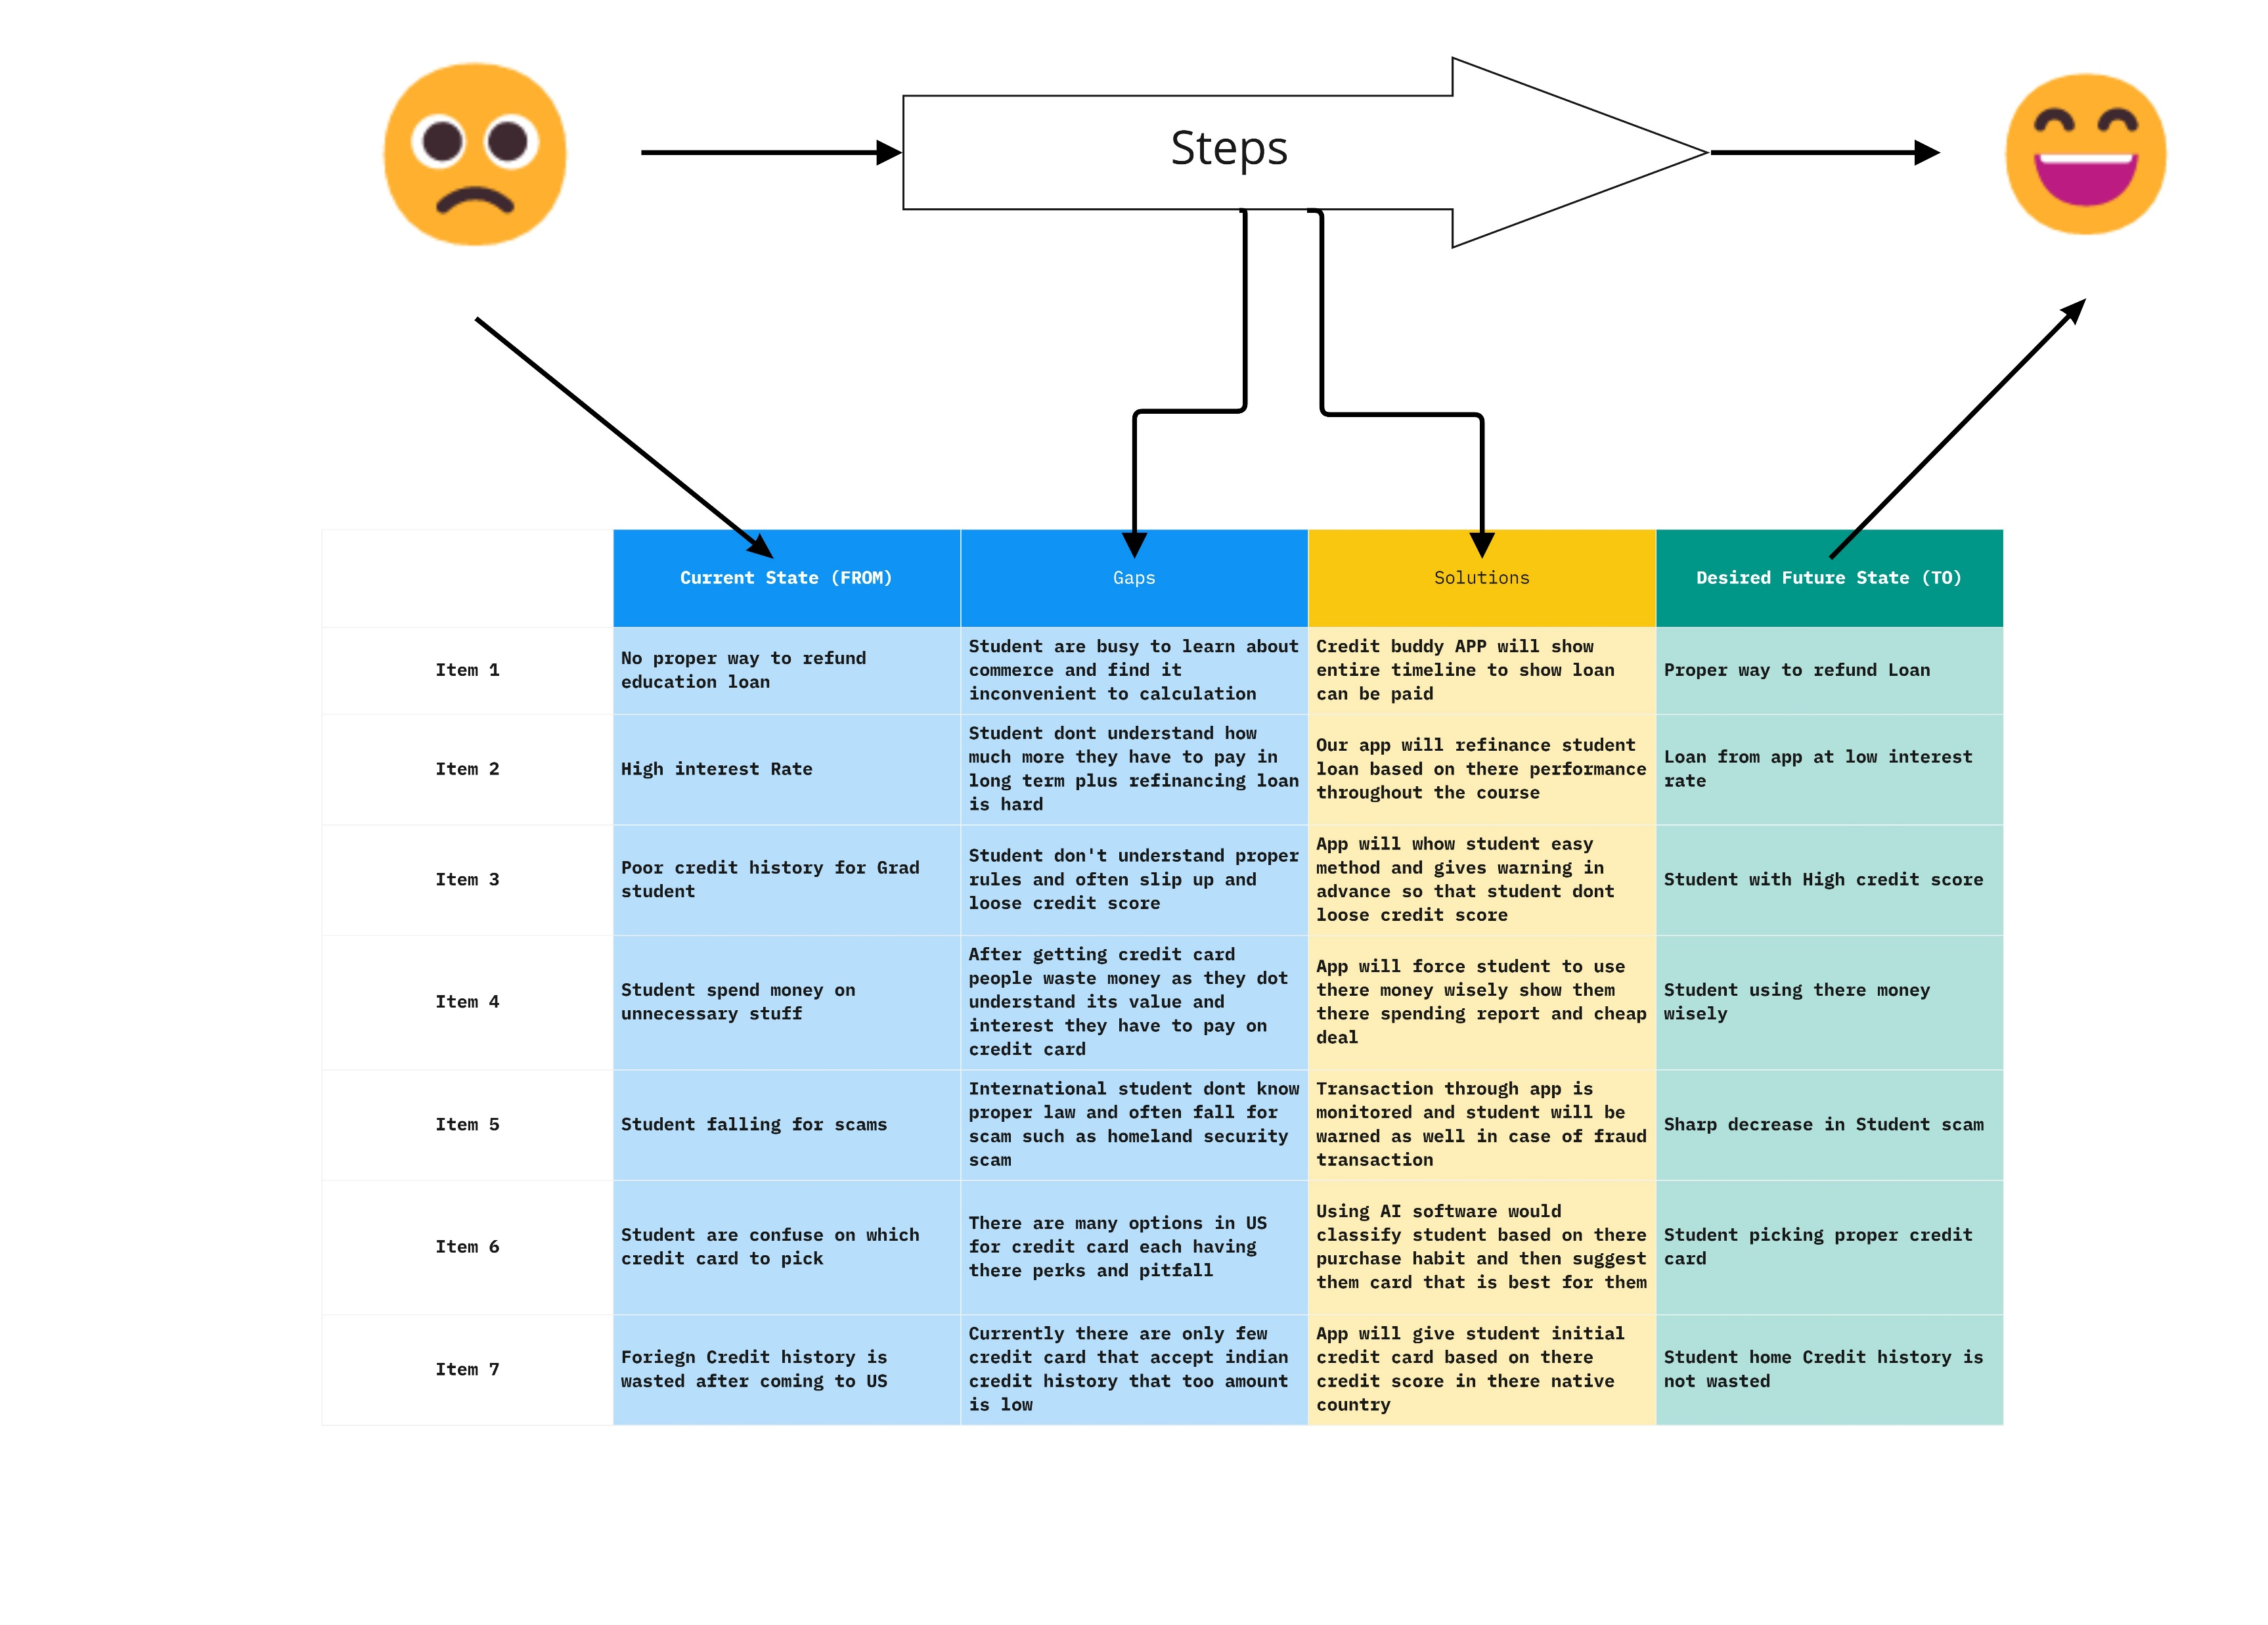 Steps
Current State (FROM)
Gaps
Solutions
Desired Future State (TO)
Item 1
No proper way to refund
education loan
Student are busy to learn about
commerce and find it
inconvenient to calculation
Credit buddy APP will show
entire timeline to show loan
can be paid
Proper way to refund Loan
Item 2
High interest Rate
Student dont understand how
much more they have to pay in
long term plus refinancing loan
is hard
Our app will refinance student
loan based on there performance
throughout the course
Loan from app at low interest
rate
Item 3
Poor credit history for Grad
student
Student don't understand proper
rules and often slip up and
loose credit score
App will whow student easy
method and gives warning in
advance so that student dont
loose credit score
Student with High credit score
Item 4
Student spend money on
unnecessary stuff
After getting credit card
people waste money as they dot
understand its value and
interest they have to pay on
credit card
App will force student to use
there money wisely show them
there spending report and cheap
deal
Student using there money
wisely
Item 5
Student falling for scams
International student dont know
proper law and often fall for
scam such as homeland security
scam
Transaction through app is
monitored and student will be
warned as well in case of fraud
transaction
Sharp decrease in Student scam
Item 6
Student are confuse on which
credit card to pick
There are many options in US
for credit card each having
there perks and pitfall
Using AI software would
classify student based on there
purchase habit and then suggest
them card that is best for them
Student picking proper credit
card
Item 7
Foriegn Credit history is
wasted after coming to US
Currently there are only few
credit card that accept indian
credit history that too amount
is low
App will give student initial
credit card based on there
credit score in there native
country
Student home Credit history is
not wasted